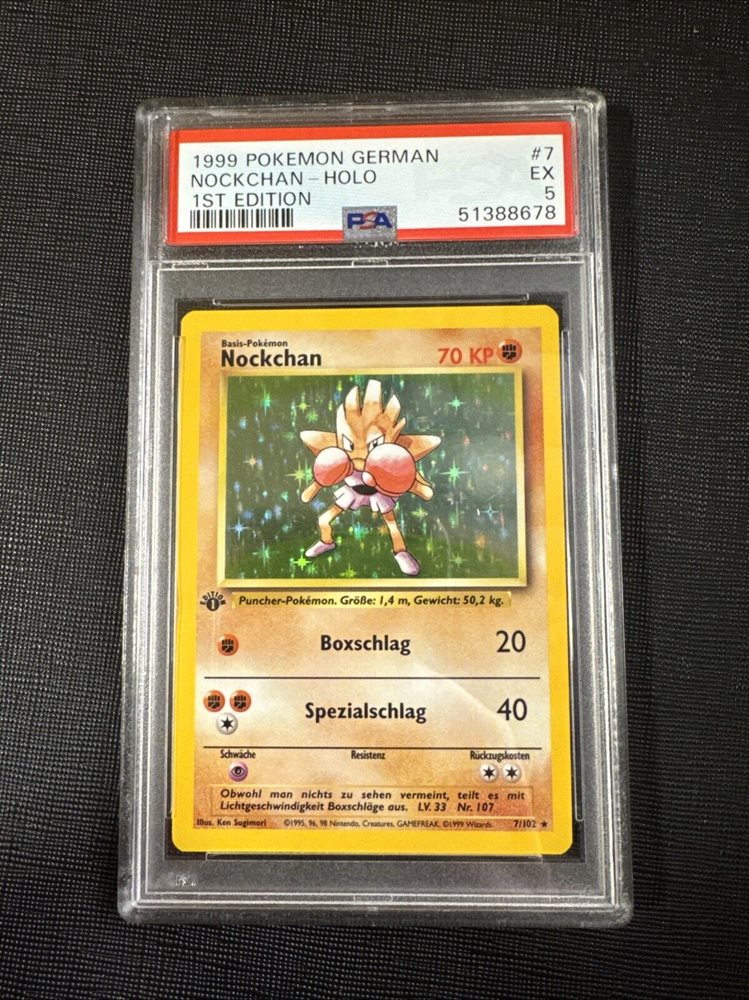 1999 POKEMON GERMAN #7
NOCKCHAN - HOLO EX
1ST EDITION 5
PSA 51388678
Basis-Pokémon
Nockchan 70 KP
EDITION 1
Puncher-Pokémon. Größe: 1,4 m, Gewicht: 50,2 kg.
Boxschlag 20
Spezialschlag 40
Schwäche Resistenz Rückzugskosten
Obwohl man nichts zu sehen vermeint, teilt es mit
Lichtgeschwindigkeit Boxschläge aus. LV. 33 Nr. 107
Illus. Ken Sugimori ©1995, 96, 98 Nintendo, Creatures, GAMEFREAK. ©1999 Wizards. 7/102 ★